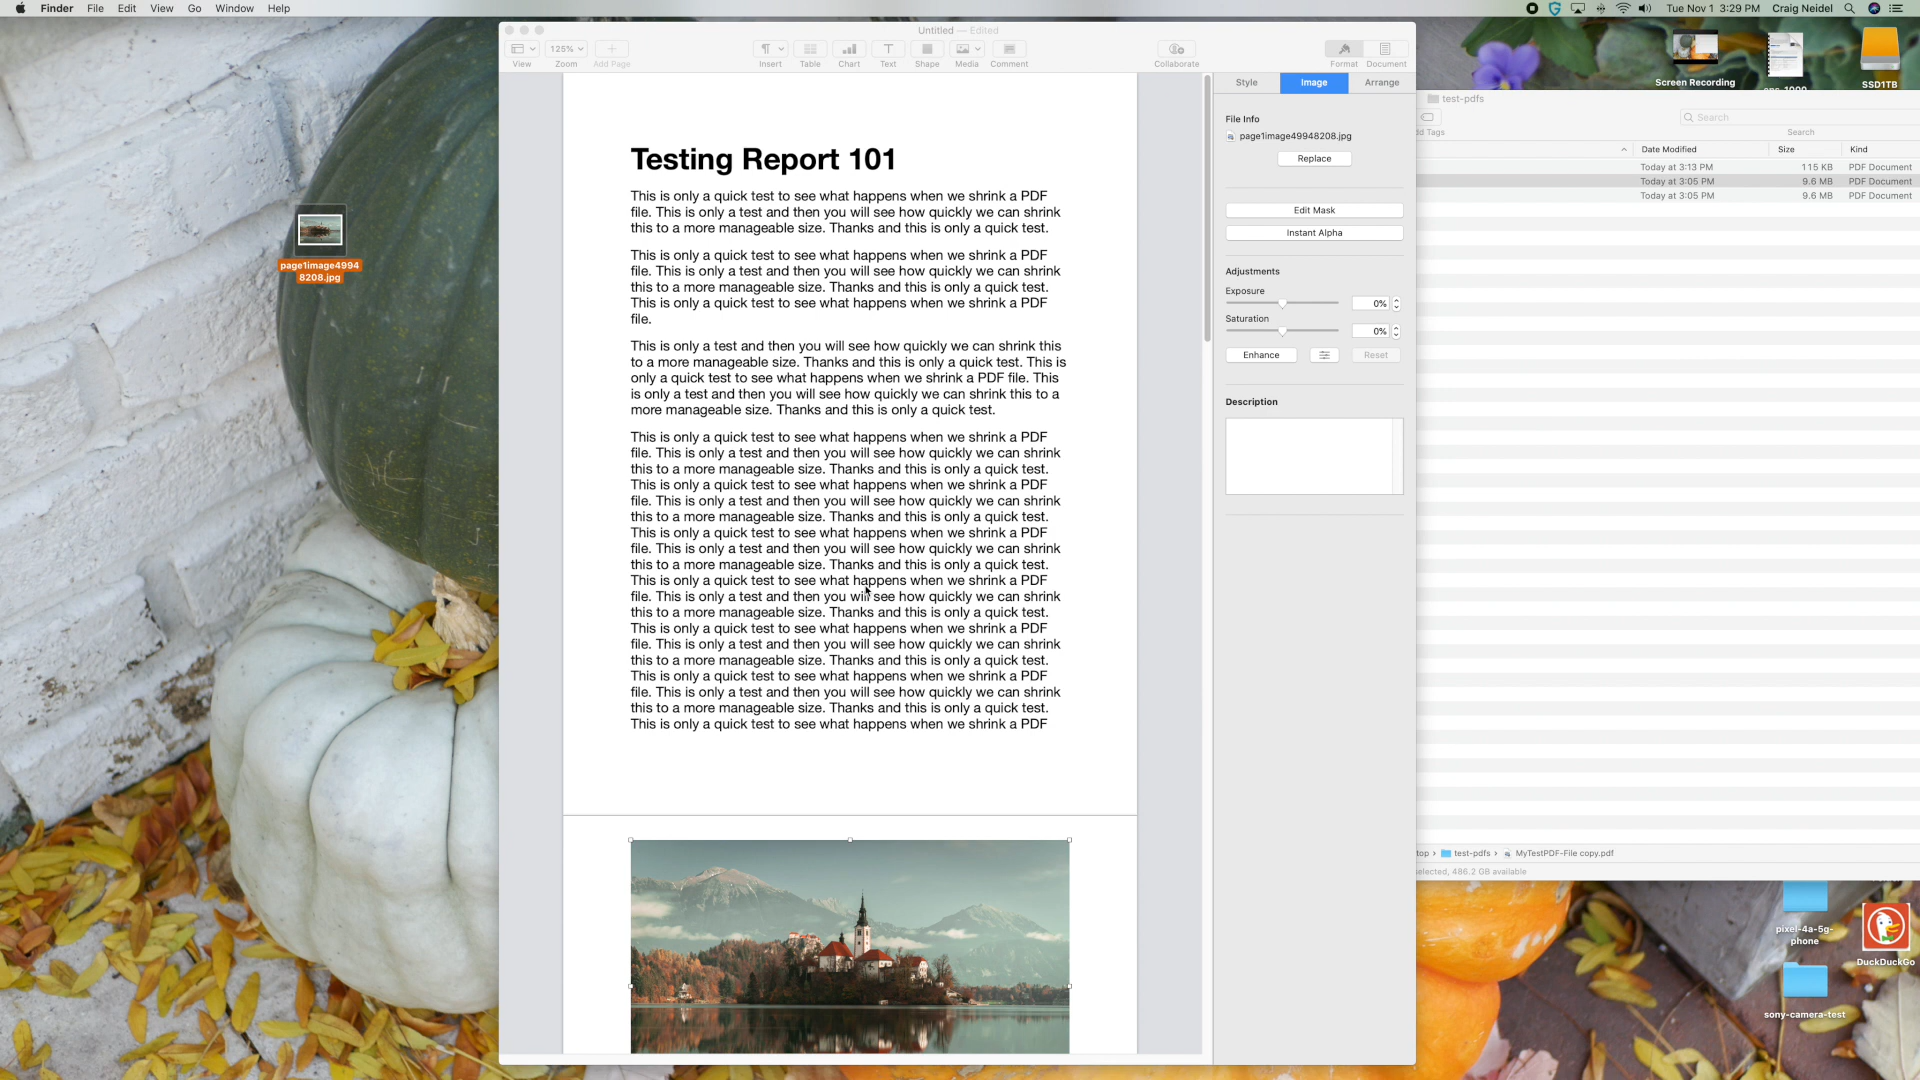 Finder File Edit View Go Window Help
Tue Nov 1 3:29 PM Craig Neidel
Untitled — Edited
125%
View Zoom Add Page Insert Table Chart Text Shape Media Comment Collaborate Format Document
Style Image Arrange
Testing Report 101
This is only a quick test to see what happens when we shrink a PDF
file. This is only a test and then you will see how quickly we can shrink
this to a more manageable size. Thanks and this is only a quick test.
This is only a quick test to see what happens when we shrink a PDF
file. This is only a test and then you will see how quickly we can shrink
this to a more manageable size. Thanks and this is only a quick test.
This is only a quick test to see what happens when we shrink a PDF
file.
This is only a test and then you will see how quickly we can shrink this
to a more manageable size. Thanks and this is only a quick test. This is
only a quick test to see what happens when we shrink a PDF file. This
is only a test and then you will see how quickly we can shrink this to a
more manageable size. Thanks and this is only a quick test.
This is only a quick test to see what happens when we shrink a PDF
file. This is only a test and then you will see how quickly we can shrink
this to a more manageable size. Thanks and this is only a quick test.
This is only a quick test to see what happens when we shrink a PDF
file. This is only a test and then you will see how quickly we can shrink
this to a more manageable size. Thanks and this is only a quick test.
This is only a quick test to see what happens when we shrink a PDF
file. This is only a test and then you will see how quickly we can shrink
this to a more manageable size. Thanks and this is only a quick test.
This is only a quick test to see what happens when we shrink a PDF
file. This is only a test and then you will see how quickly we can shrink
this to a more manageable size. Thanks and this is only a quick test.
This is only a quick test to see what happens when we shrink a PDF
file. This is only a test and then you will see how quickly we can shrink
this to a more manageable size. Thanks and this is only a quick test.
This is only a quick test to see what happens when we shrink a PDF
file. This is only a test and then you will see how quickly we can shrink
this to a more manageable size. Thanks and this is only a quick test.
This is only a quick test to see what happens when we shrink a PDF
page1image4994
8208.jpg
File Info
page1image49948208.jpg
Replace
Edit Mask
Instant Alpha
Adjustments
Exposure
0%
Saturation
0%
Enhance Reset
Description
Screen Recording
SSD1TB
test-pdfs
Search
Tags
Search
Date Modified Size Kind
Today at 3:13 PM 115 KB PDF Document
Today at 3:05 PM 9.6 MB PDF Document
Today at 3:05 PM 9.6 MB PDF Document
top › test-pdfs › MyTestPDF-File copy.pdf
selected, 486.2 GB available
pixel-4a-5g-
phone
DuckDuckGo
sony-camera-test